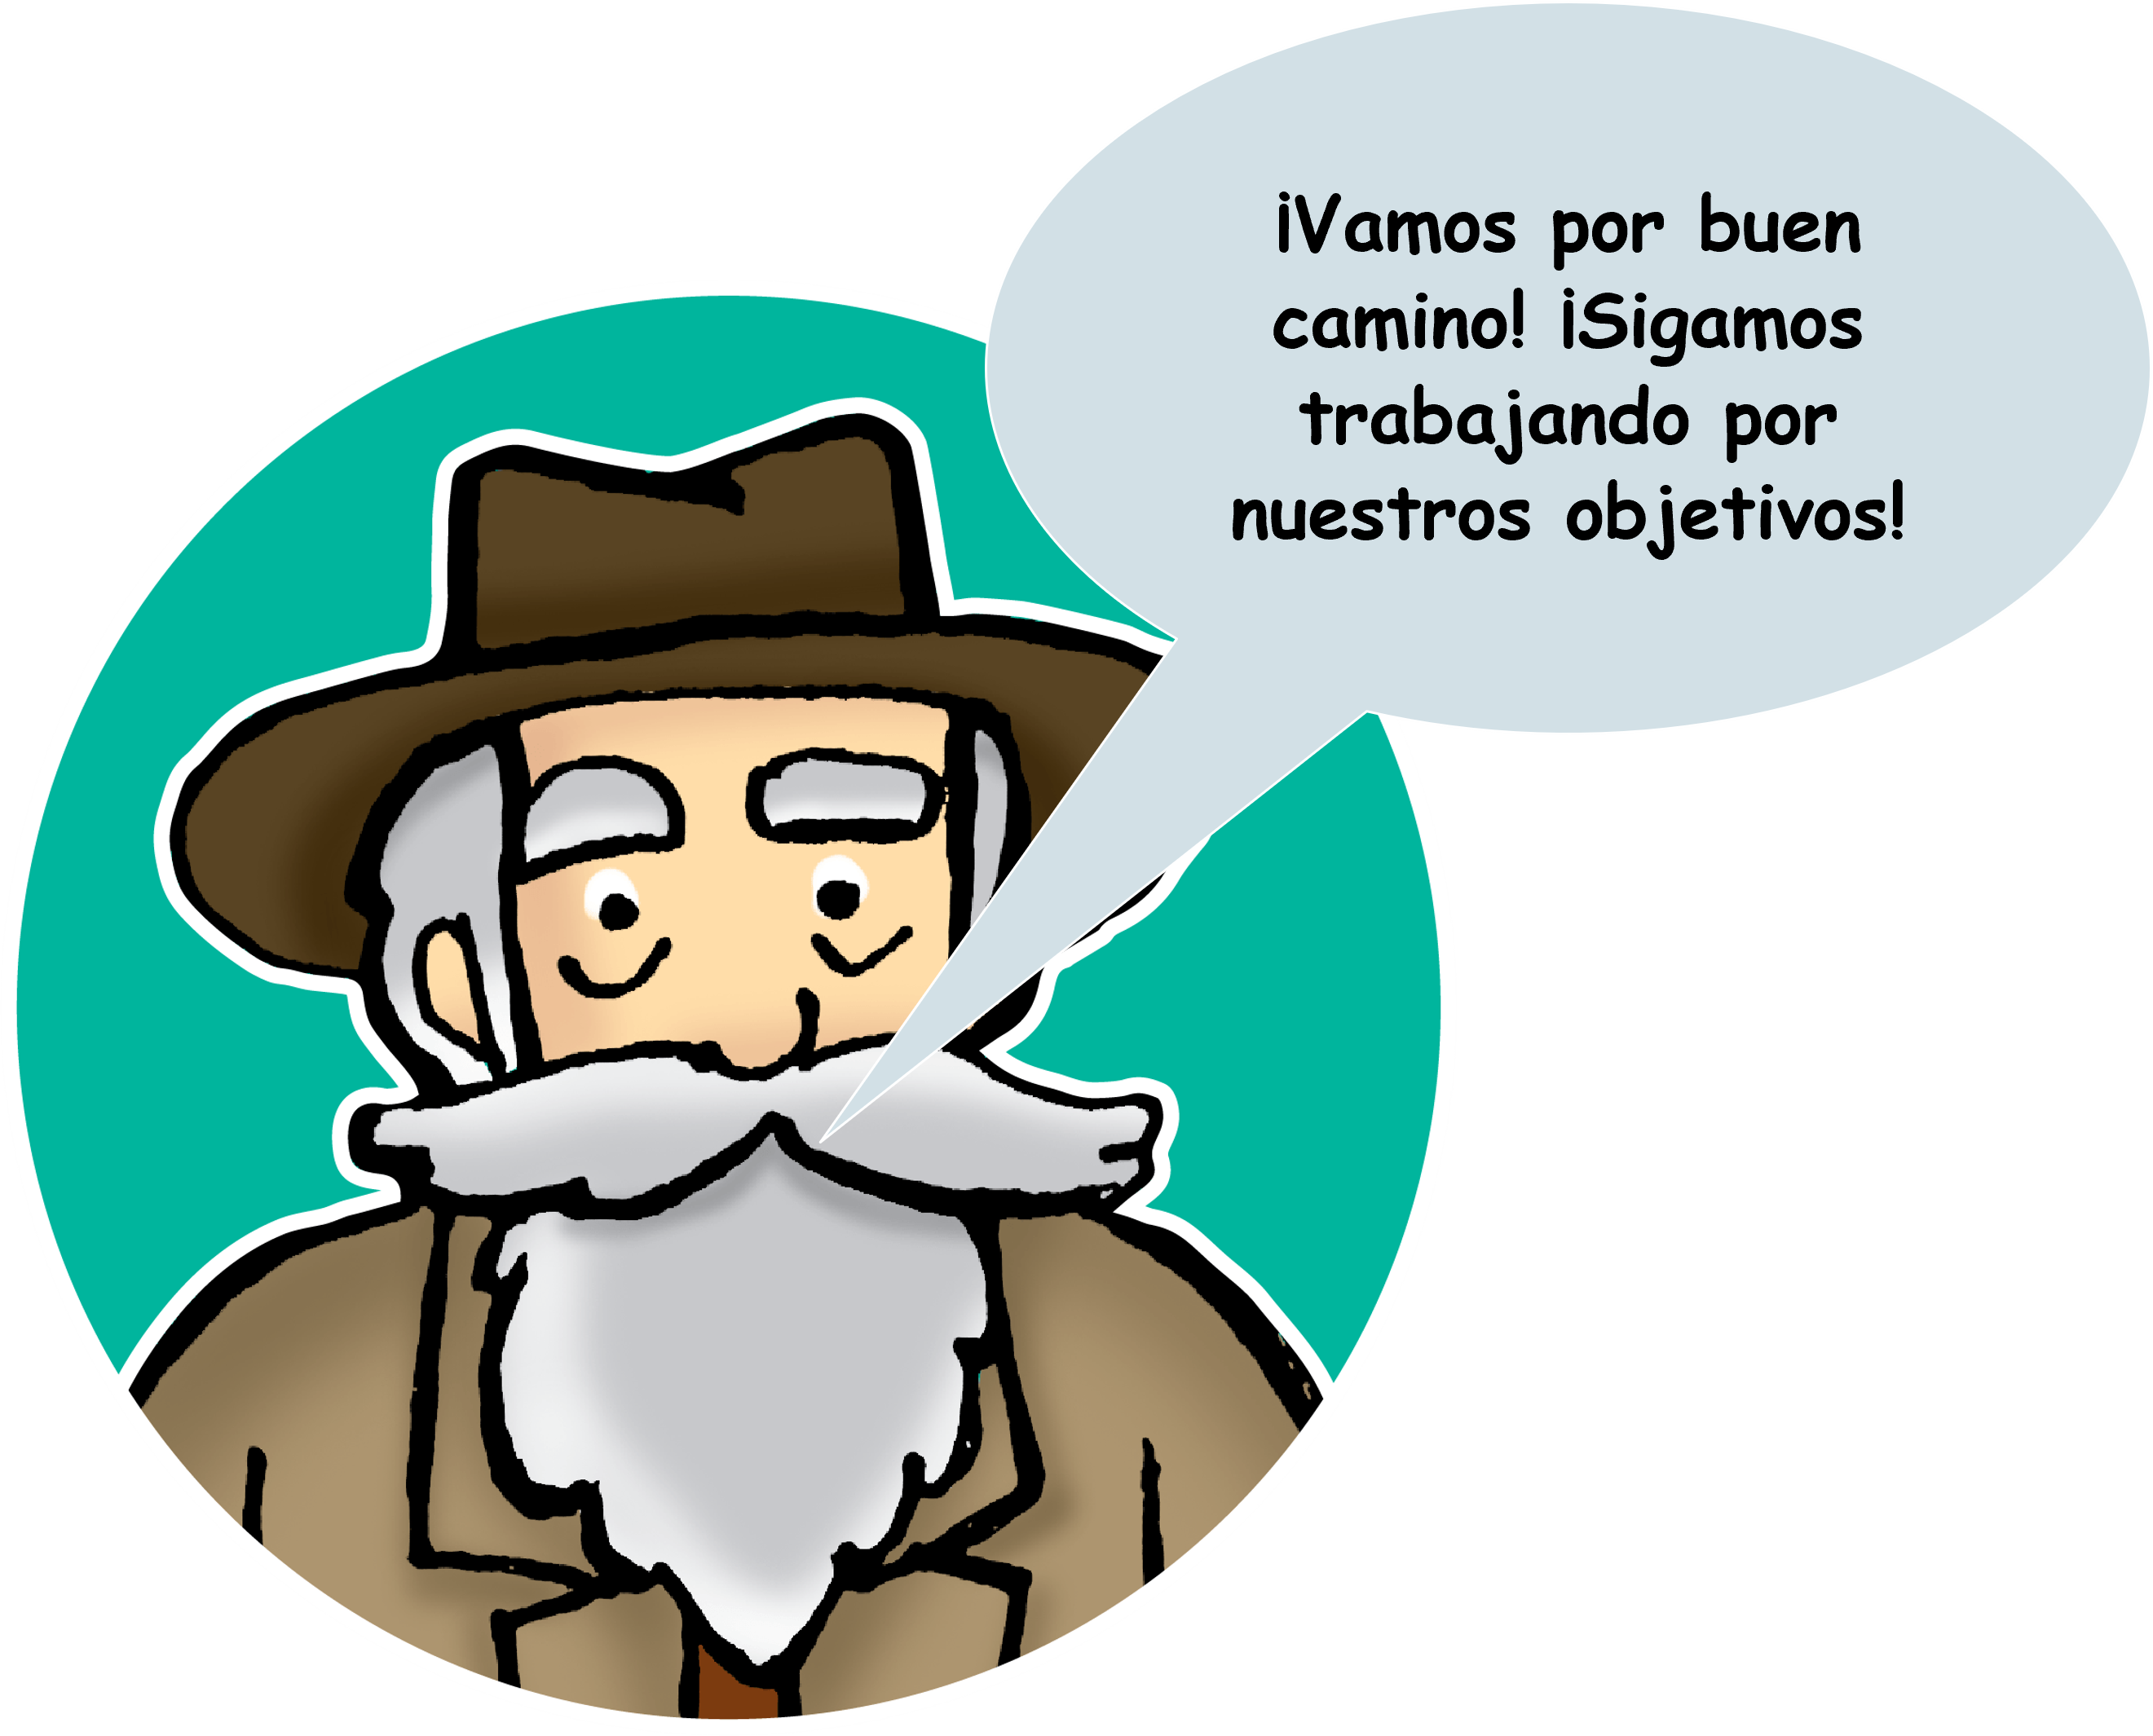 ¡Vamos por buen
camino! ¡Sigamos
trabajando por
nuestros objetivos!